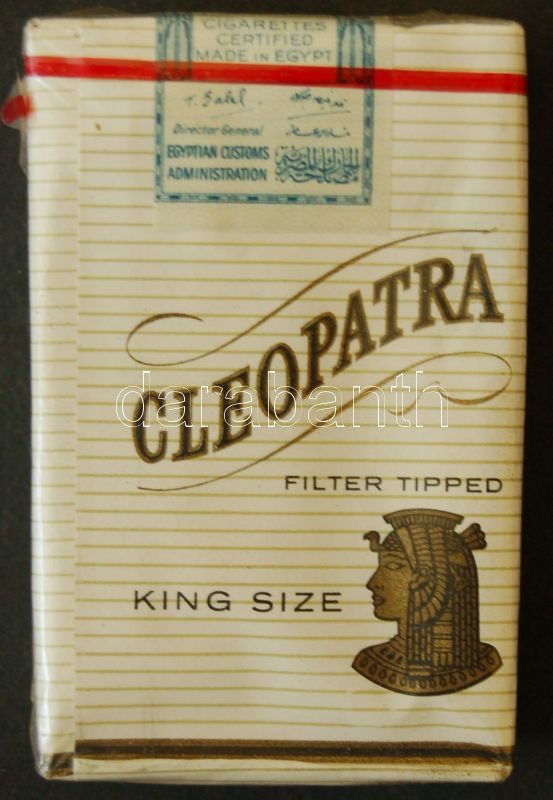 CIGARETTES
CERTIFIED
MADE IN EGYPT
Director General
EGYPTIAN CUSTOMS
ADMINISTRATION
CLEOPATRA
darabanth
FILTER TIPPED
KING SIZE